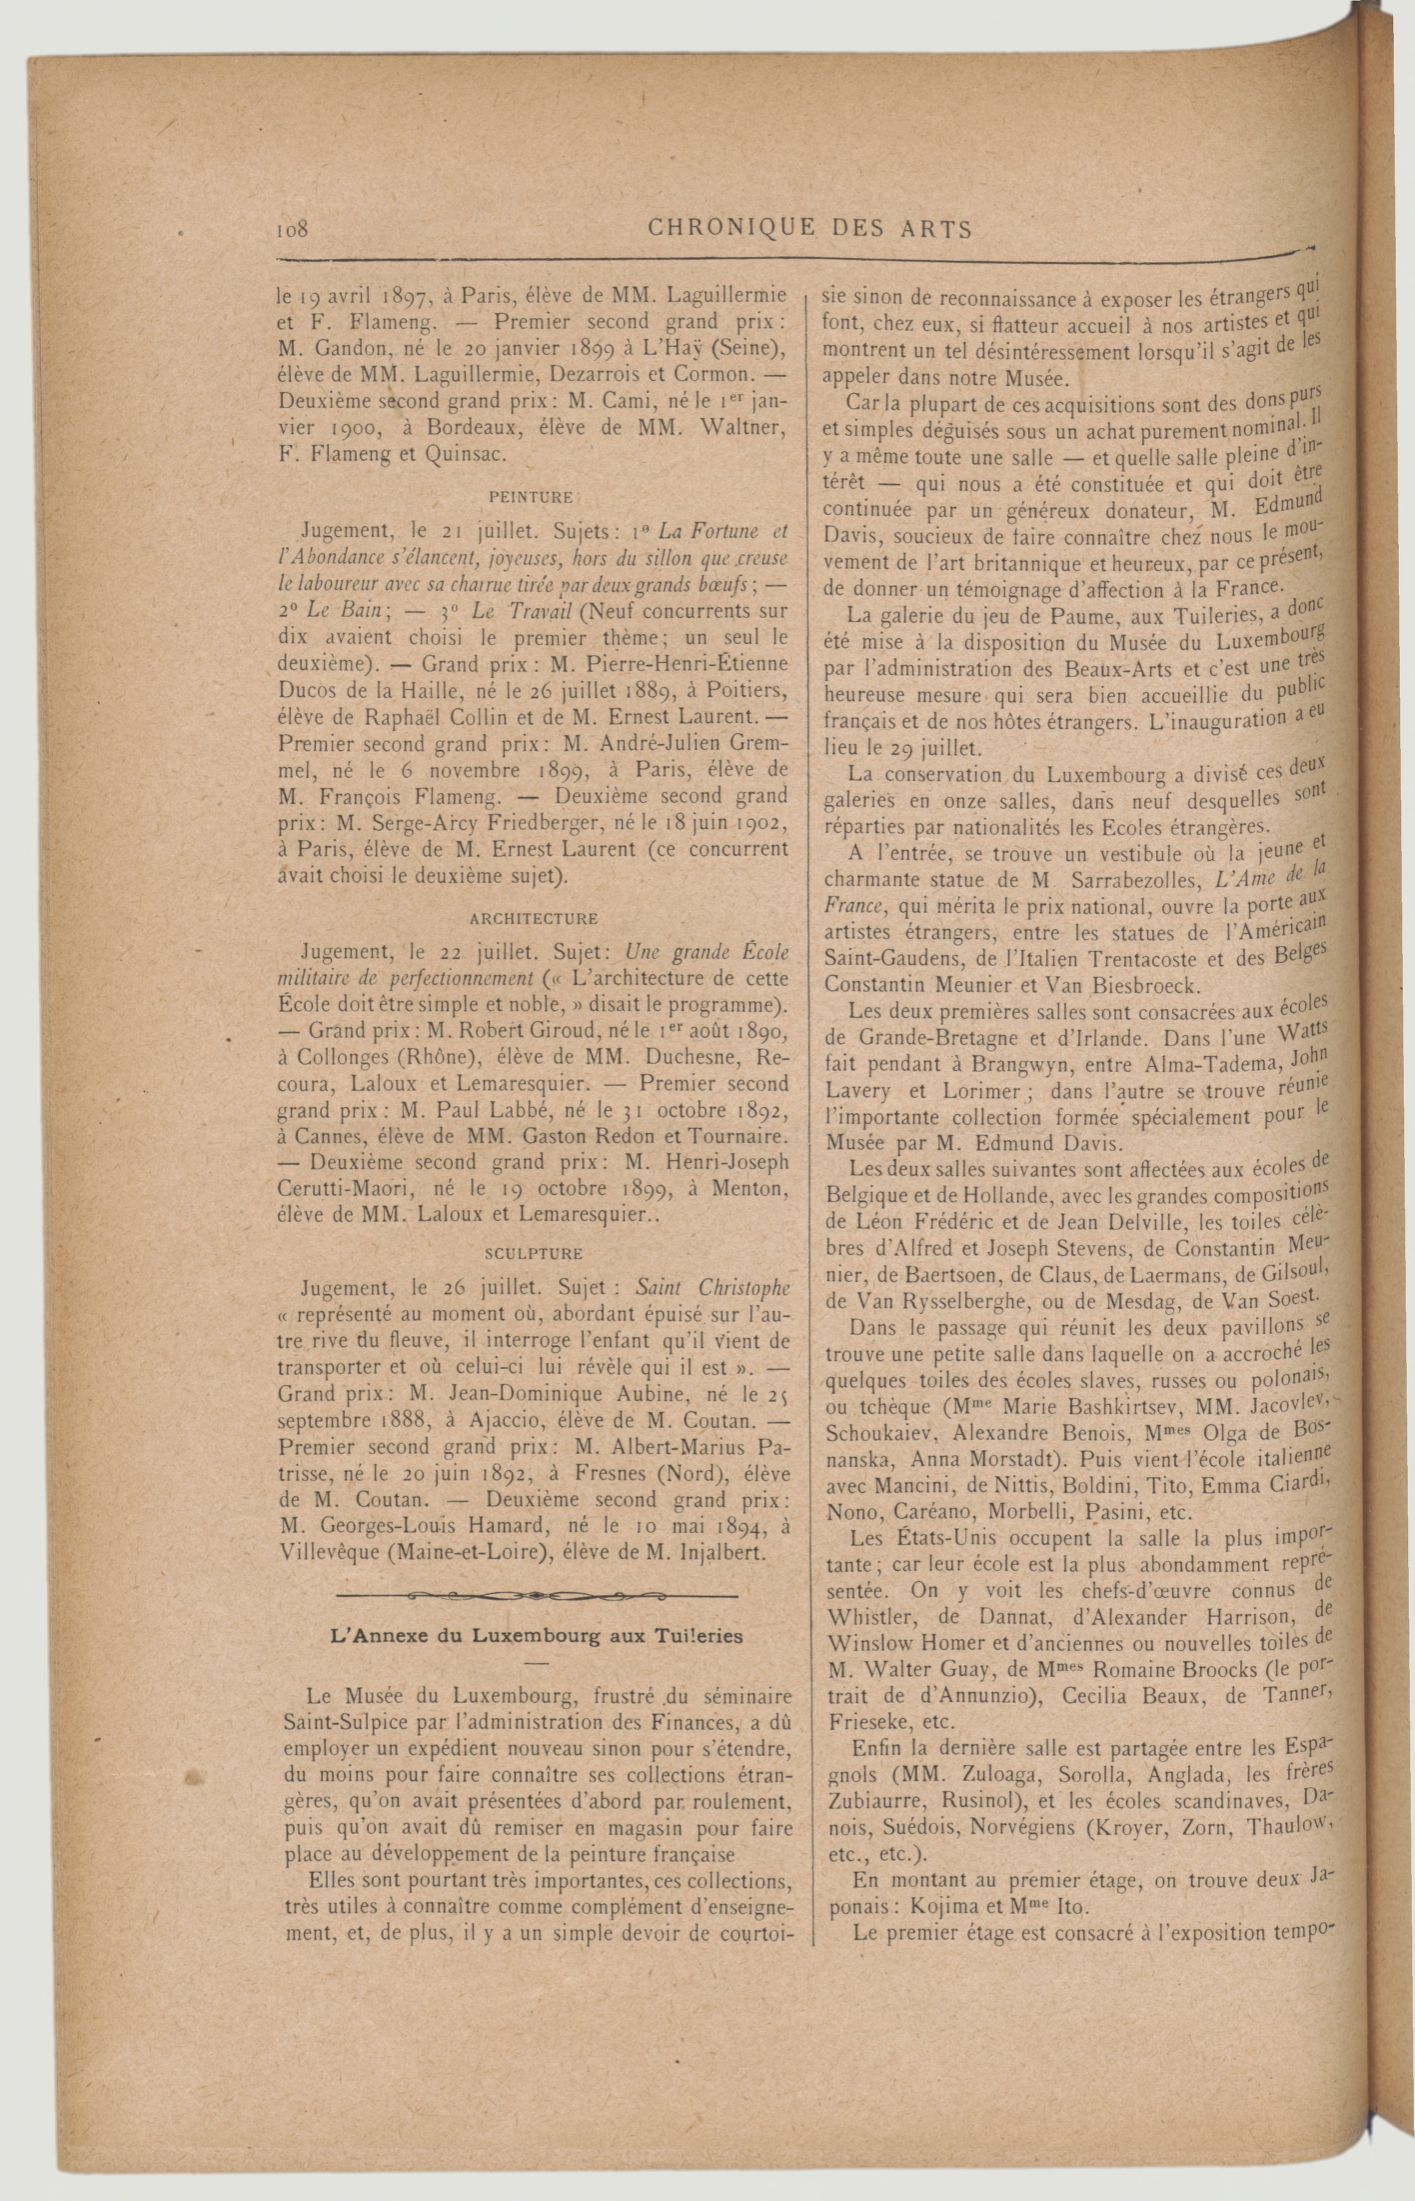 108
CHRONIQUE DES ARTS
le 19 avril 1897, à Paris, élève de MM. Laguillermie
et F. Flameng. — Premier second grand prix :
M. Gandon, né le 20 janvier 1899 à L'Haÿ (Seine),
élève de MM. Laguillermie, Dezarrois et Cormon. —
Deuxième second grand prix : M. Cami, né le 1er jan-
vier 1900, à Bordeaux, élève de MM. Waltner,
F. Flameng et Quinsac.
PEINTURE
Jugement, le 21 juillet. Sujets : 1° La Fortune et
l'Abondance s'élancent, joyeuses, hors du sillon que creuse
le laboureur avec sa charrue tirée par deux grands bœufs ; —
2° Le Bain ; — 3° Le Travail (Neuf concurrents sur
dix avaient choisi le premier thème; un seul le
deuxième). — Grand prix : M. Pierre-Henri-Étienne
Ducos de la Haille, né le 26 juillet 1889, à Poitiers,
élève de Raphaël Collin et de M. Ernest Laurent. —
Premier second grand prix : M. André-Julien Grem-
mel, né le 6 novembre 1899, à Paris, élève de
M. François Flameng. — Deuxième second grand
prix : M. Serge-Arcy Friedberger, né le 18 juin 1902,
à Paris, élève de M. Ernest Laurent (ce concurrent
avait choisi le deuxième sujet).
ARCHITECTURE
Jugement, le 22 juillet. Sujet : Une grande École
militaire de perfectionnement (« L'architecture de cette
École doit être simple et noble, » disait le programme).
— Grand prix : M. Robert Giroud, né le 1er août 1890,
à Collonges (Rhône), élève de MM. Duchesne, Re-
coura, Laloux et Lemaresquier. — Premier second
grand prix : M. Paul Labbé, né le 31 octobre 1892,
à Cannes, élève de MM. Gaston Redon et Tournaire.
— Deuxième second grand prix : M. Henri-Joseph
Cerutti-Maori, né le 19 octobre 1899, à Menton,
élève de MM. Laloux et Lemaresquier..
SCULPTURE
Jugement, le 26 juillet. Sujet : Saint Christophe
« représenté au moment où, abordant épuisé sur l'au-
tre rive du fleuve, il interroge l'enfant qu'il vient de
transporter et où celui-ci lui révèle qui il est ». —
Grand prix : M. Jean-Dominique Aubine, né le 25
septembre 1888, à Ajaccio, élève de M. Coutan. —
Premier second grand prix : M. Albert-Marius Pa-
trisse, né le 20 juin 1892, à Fresnes (Nord), élève
de M. Coutan. — Deuxième second grand prix :
M. Georges-Louis Hamard, né le 10 mai 1894, à
Villevêque (Maine-et-Loire), élève de M. Injalbert.
L'Annexe du Luxembourg aux Tuileries
—
Le Musée du Luxembourg, frustré du séminaire
Saint-Sulpice par l'administration des Finances, a dû
employer un expédient nouveau sinon pour s'étendre,
du moins pour faire connaître ses collections étran-
gères, qu'on avait présentées d'abord par roulement,
puis qu'on avait dû remiser en magasin pour faire
place au développement de la peinture française
Elles sont pourtant très importantes, ces collections,
très utiles à connaître comme complément d'enseigne-
ment, et, de plus, il y a un simple devoir de courtoi-
sie sinon de reconnaissance à exposer les étrangers qui
font, chez eux, si flatteur accueil à nos artistes et qui
montrent un tel désintéressement lorsqu'il s'agit de les
appeler dans notre Musée.
Car la plupart de ces acquisitions sont des dons purs
et simples déguisés sous un achat purement nominal. Il
y a même toute une salle — et quelle salle pleine d'in-
térêt — qui nous a été constituée et qui doit être
continuée par un généreux donateur, M. Edmund
Davis, soucieux de faire connaître chez nous le mou-
vement de l'art britannique et heureux, par ce présent,
de donner un témoignage d'affection à la France.
La galerie du jeu de Paume, aux Tuileries, a donc
été mise à la disposition du Musée du Luxembourg
par l'administration des Beaux-Arts et c'est une très
heureuse mesure qui sera bien accueillie du public
français et de nos hôtes étrangers. L'inauguration a eu
lieu le 29 juillet.
La conservation du Luxembourg a divisé ces deux
galeries en onze salles, dans neuf desquelles sont
réparties par nationalités les Ecoles étrangères.
A l'entrée, se trouve un vestibule où la jeune et
charmante statue de M Sarrabezolles, L'Ame de la
France, qui mérita le prix national, ouvre la porte aux
artistes étrangers, entre les statues de l'Américain
Saint-Gaudens, de l'Italien Trentacoste et des Belges
Constantin Meunier et Van Biesbroeck.
Les deux premières salles sont consacrées aux écoles
de Grande-Bretagne et d'Irlande. Dans l'une Watts
fait pendant à Brangwyn, entre Alma-Tadema, John
Lavery et Lorimer ; dans l'autre se trouve réunie
l'importante collection formée spécialement pour le
Musée par M. Edmund Davis.
Les deux salles suivantes sont affectées aux écoles de
Belgique et de Hollande, avec les grandes compositions
de Léon Frédéric et de Jean Delville, les toiles célè-
bres d'Alfred et Joseph Stevens, de Constantin Meu-
nier, de Baertsoen, de Claus, de Laermans, de Gilsoul,
de Van Rysselberghe, ou de Mesdag, de Van Soest.
Dans le passage qui réunit les deux pavillons se
trouve une petite salle dans laquelle on a accroché les
quelques toiles des écoles slaves, russes ou polonais,
ou tchèque (Mme Marie Bashkirtsev, MM. Jacovlev,
Schoukaiev, Alexandre Benois, Mmes Olga de Bos-
nanska, Anna Morstadt). Puis vient l'école italienne
avec Mancini, de Nittis, Boldini, Tito, Emma Ciardi,
Nono, Caréano, Morbelli, Pasini, etc.
Les États-Unis occupent la salle la plus impor-
tante ; car leur école est la plus abondamment repré-
sentée. On y voit les chefs-d'œuvre connus de
Whistler, de Dannat, d'Alexander Harrison, de
Winslow Homer et d'anciennes ou nouvelles toiles de
M. Walter Guay, de Mmes Romaine Broocks (le por-
trait de d'Annunzio), Cecilia Beaux, de Tanner,
Frieseke, etc.
Enfin la dernière salle est partagée entre les Espa-
gnols (MM. Zuloaga, Sorolla, Anglada, les frères
Zubiaurre, Rusinol), et les écoles scandinaves, Da-
nois, Suédois, Norvégiens (Kroyer, Zorn, Thaulow,
etc., etc.).
En montant au premier étage, on trouve deux Ja-
ponais : Kojima et Mme Ito.
Le premier étage est consacré à l'exposition tempo-